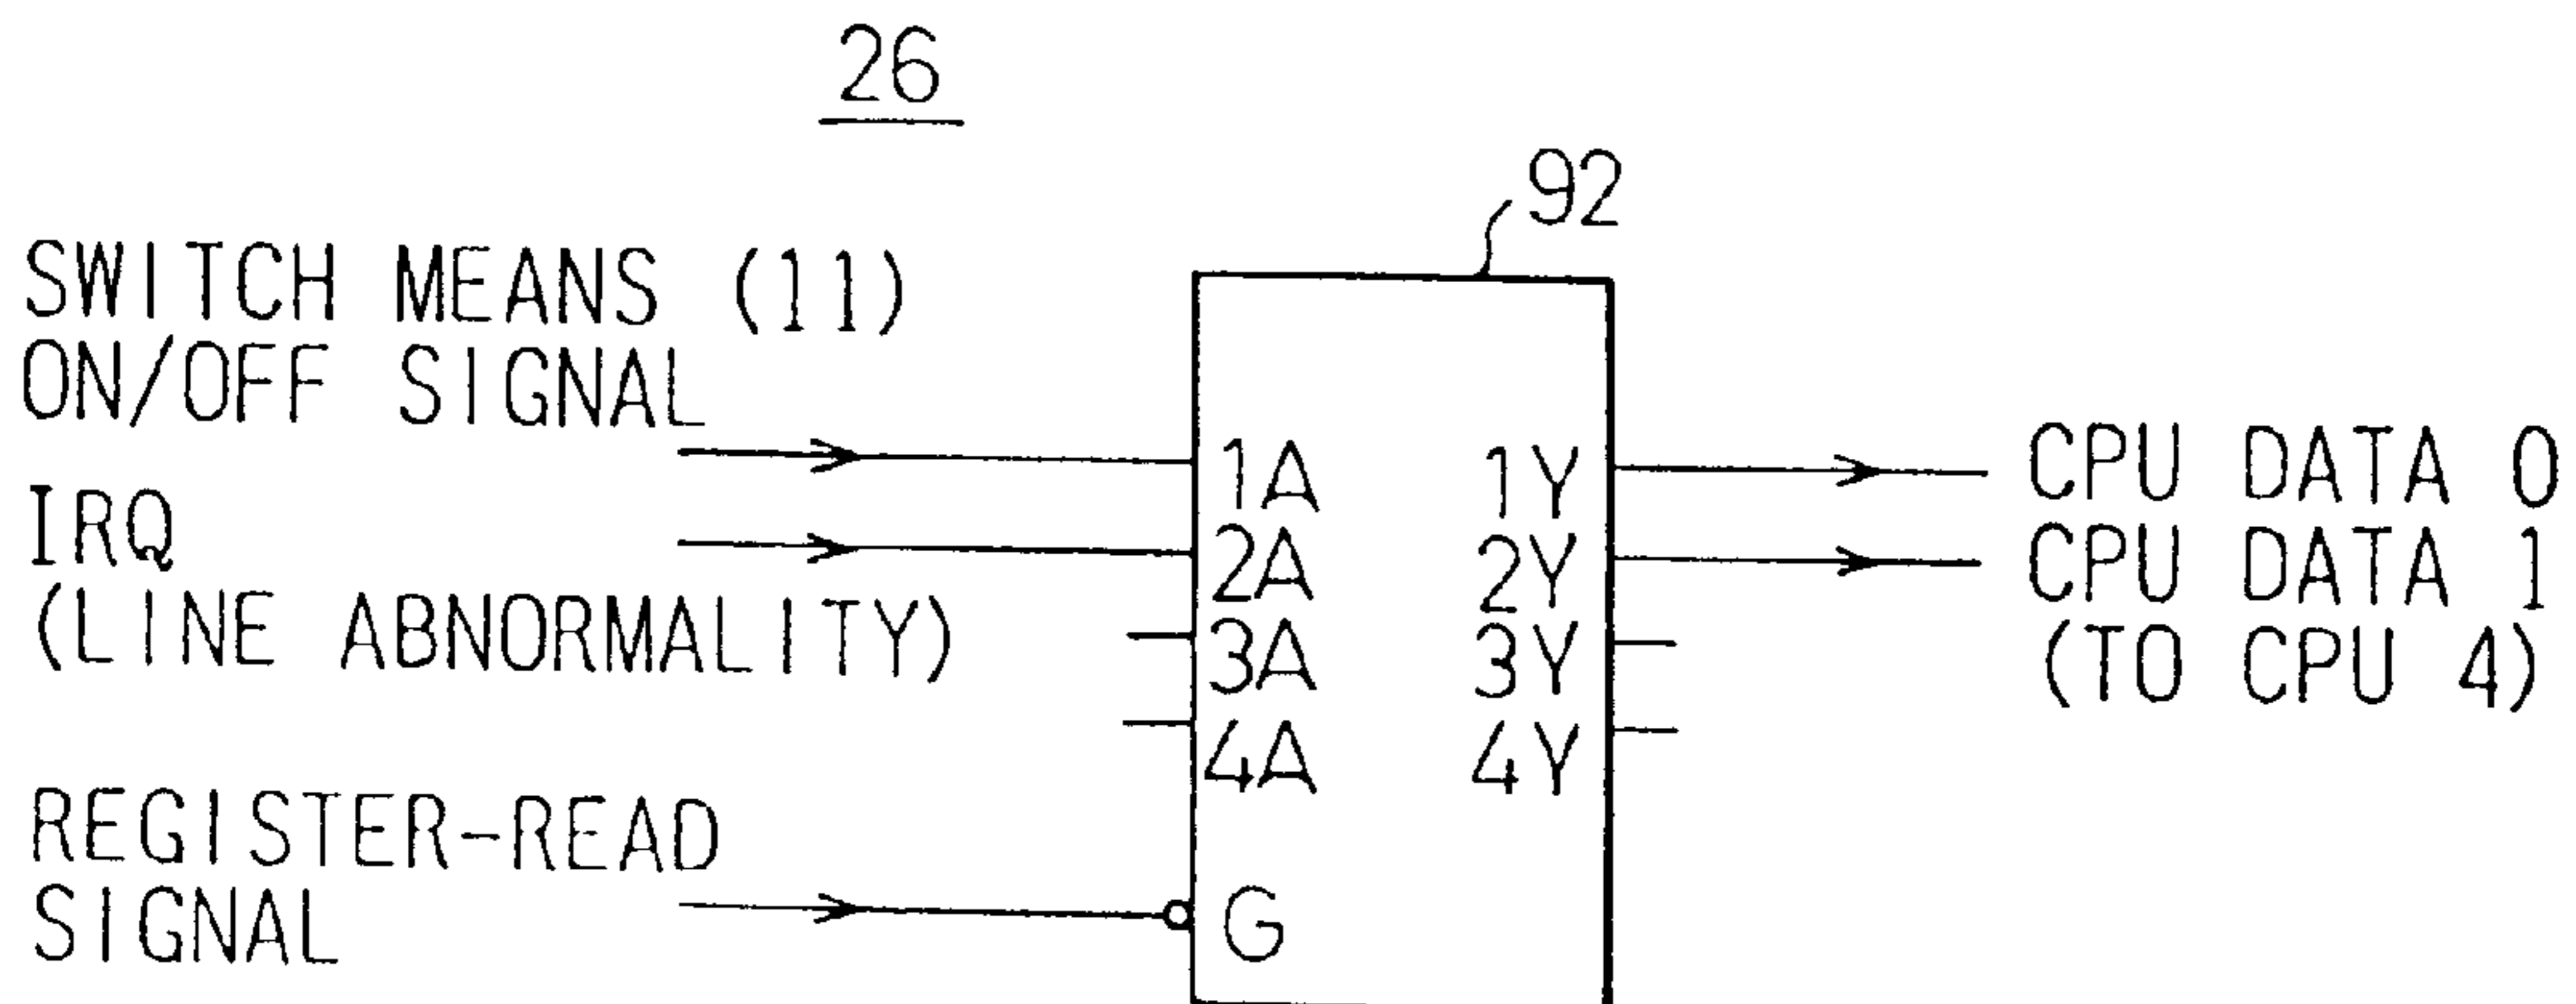 26
92
SWITCH MEANS (11)
ON/OFF SIGNAL
IRQ
(LINE ABNORMALITY)
REGISTER-READ
SIGNAL
1A 1Y
2A 2Y
3A 3Y
4A 4Y
G
CPU DATA 0
CPU DATA 1
(TO CPU 4)